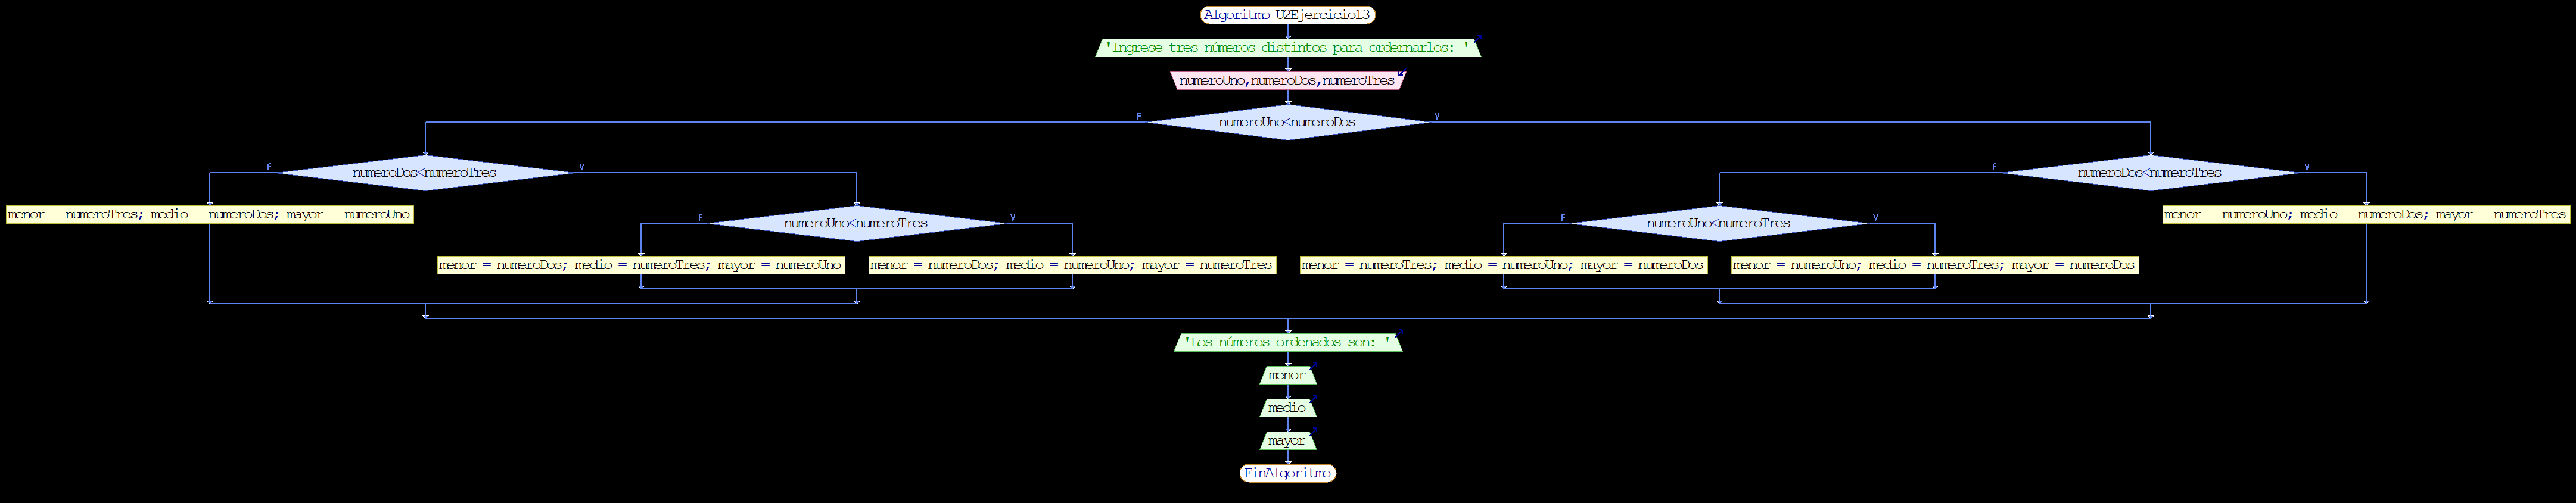 Algoritmo U2Ejercicio13
'Ingrese tres números distintos para ordernarlos: '
numeroUno,numeroDos,numeroTres
numeroUno<numeroDos
F
V
numeroDos<numeroTres
F
V
numeroDos<numeroTres
F
V
menor = numeroTres; medio = numeroDos; mayor = numeroUno
numeroUno<numeroTres
F
V
numeroUno<numeroTres
F
V
menor = numeroUno; medio = numeroDos; mayor = numeroTres
menor = numeroDos; medio = numeroTres; mayor = numeroUno
menor = numeroDos; medio = numeroUno; mayor = numeroTres
menor = numeroTres; medio = numeroUno; mayor = numeroDos
menor = numeroUno; medio = numeroTres; mayor = numeroDos
'Los números ordenados son: '
menor
medio
mayor
FinAlgoritmo